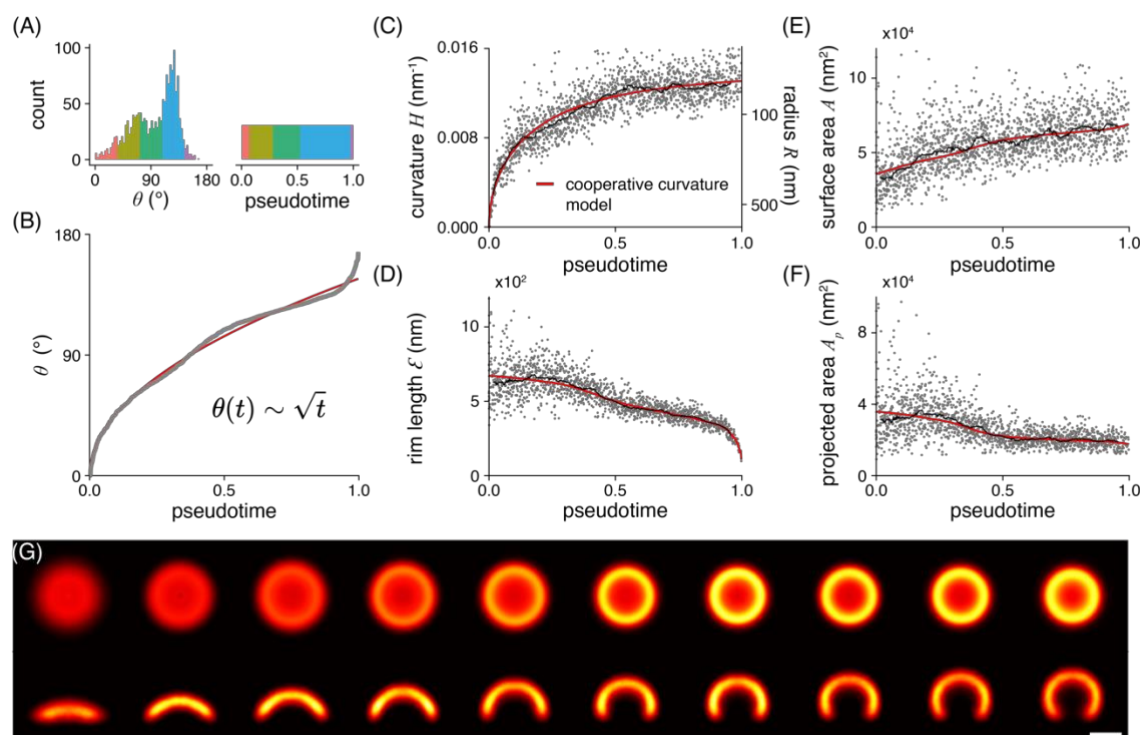 (A)
100
50
0
count
0
90
180
θ (°)
0.0
0.5
1.0
pseudotime
(B)
180
90
0
θ (°)
θ(t) ∼ √t
0.0
0.5
1.0
pseudotime
(C)
0.016
0.008
0.000
curvature H (nm⁻¹)
100
500
radius R (nm)
cooperative curvature
model
0.0
0.5
1.0
pseudotime
(D)
x10²
10
5
0
rim length ℰ (nm)
0.0
0.5
1.0
pseudotime
(E)
x10⁴
10
5
0
surface area A (nm²)
0.0
0.5
1.0
pseudotime
(F)
x10⁴
8
4
0
projected area Aₚ (nm²)
0.0
0.5
1.0
pseudotime
(G)